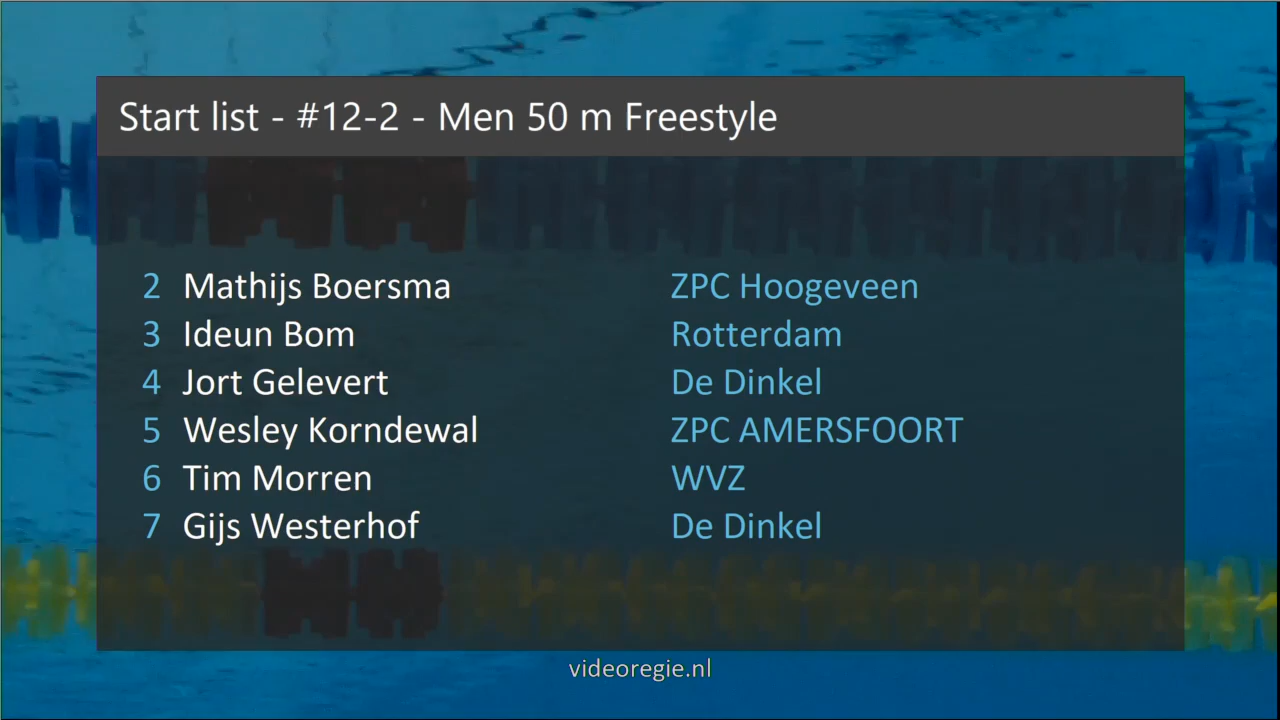 Start list - #12-2 - Men 50 m Freestyle
2 Mathijs Boersma ZPC Hoogeveen
3 Ideun Bom Rotterdam
4 Jort Gelevert De Dinkel
5 Wesley Korndewal ZPC AMERSFOORT
6 Tim Morren WVZ
7 Gijs Westerhof De Dinkel
videoregie.nl